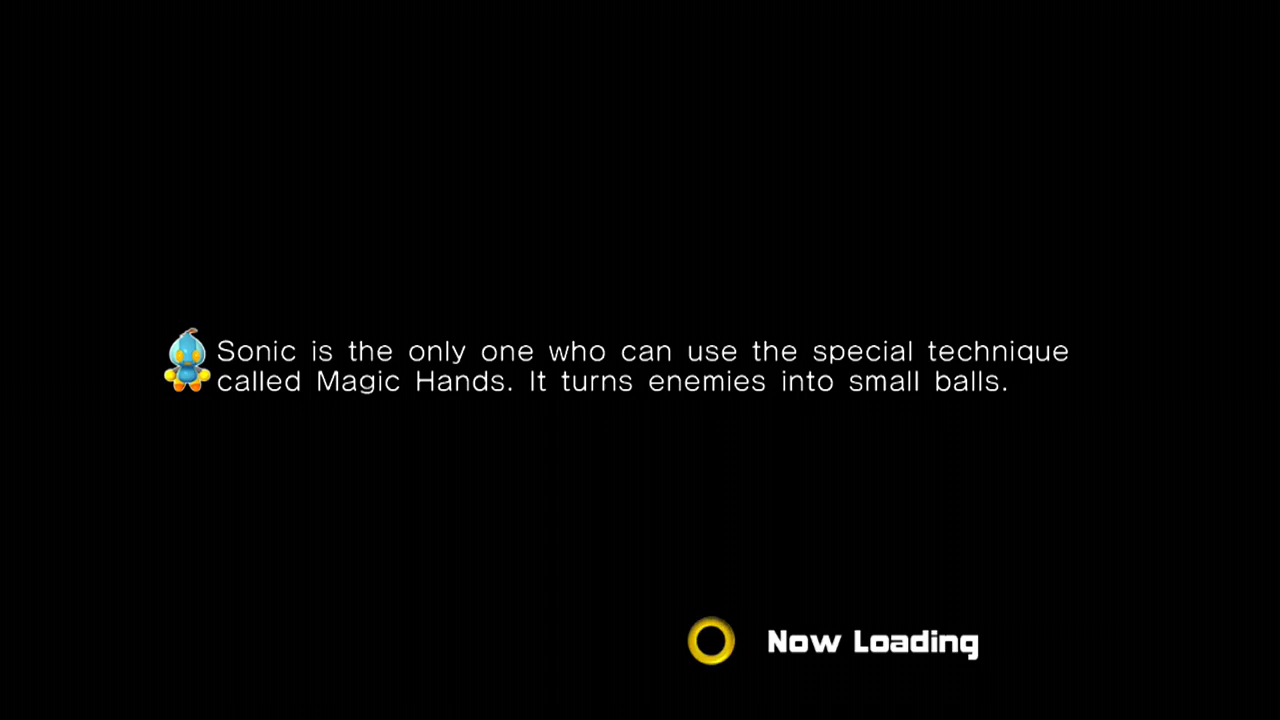 Sonic is the only one who can use the special technique
called Magic Hands. It turns enemies into small balls.
Now Loading